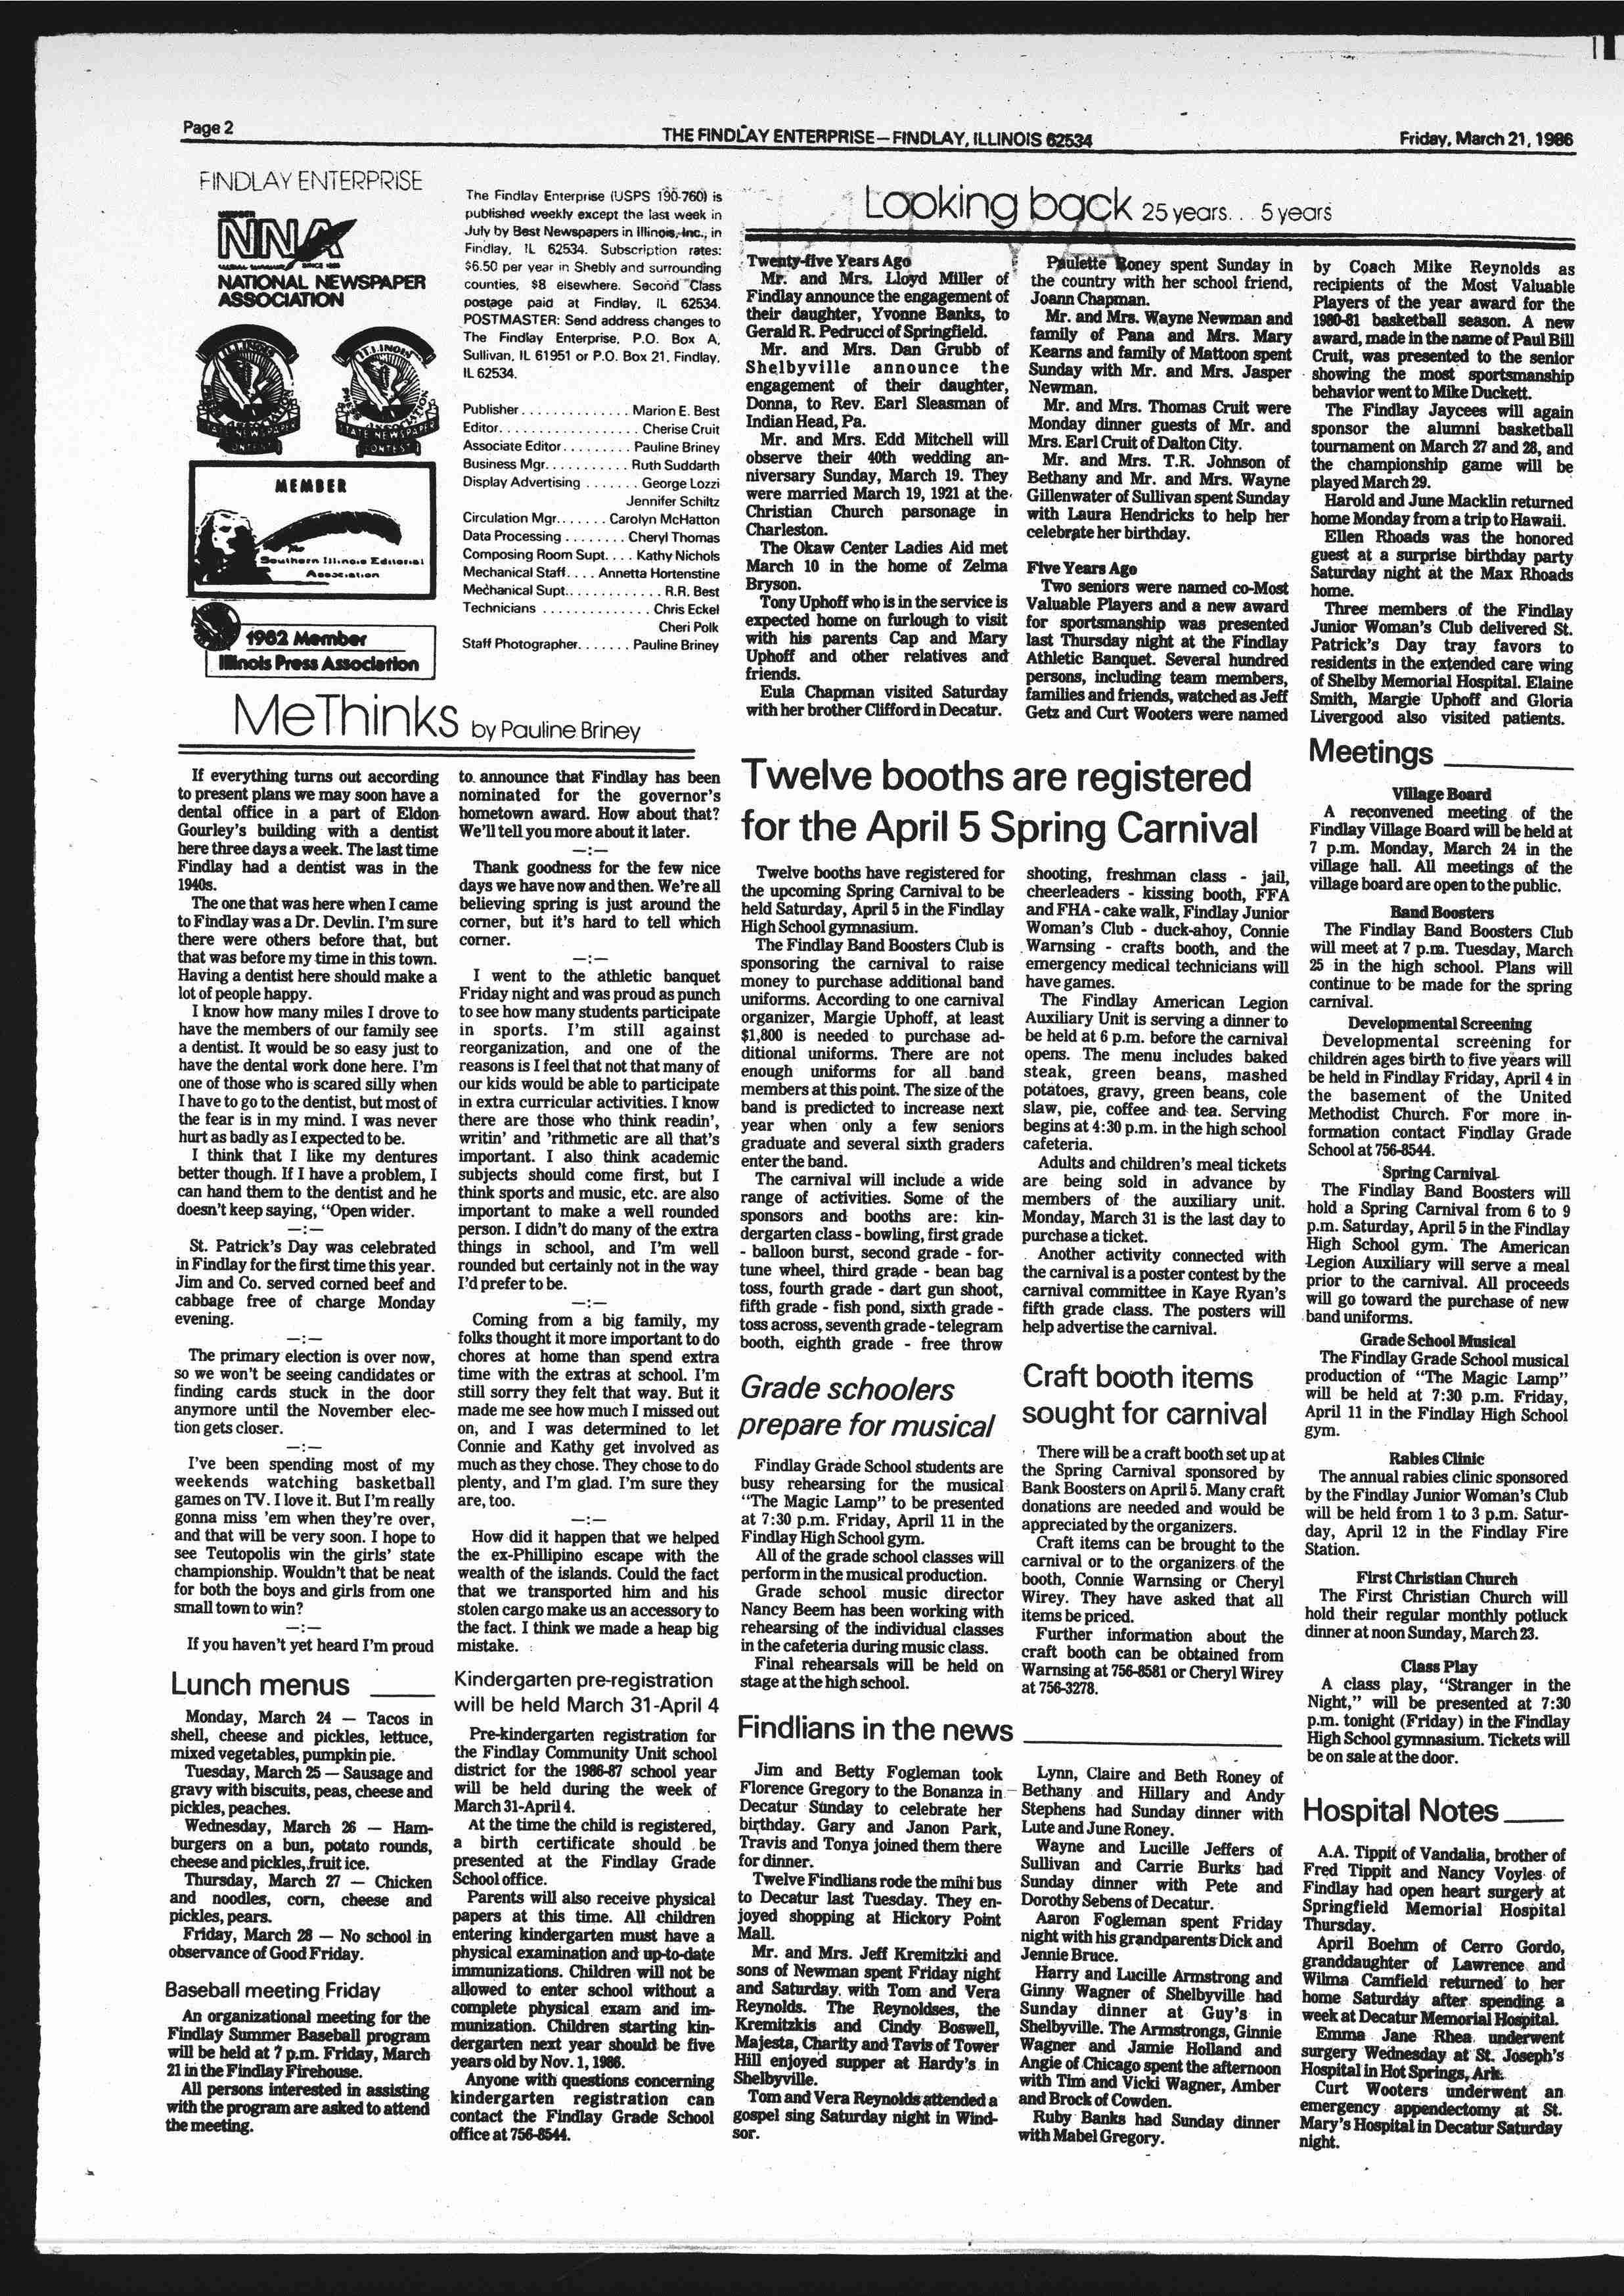 Page 2
THE FINDLAY ENTERPRISE—FINDLAY, ILLINOIS 62534
Friday, March 21, 1986
FINDLAY ENTERPRISE
MEMBER
NNA
NATIONAL NEWSPAPER
ASSOCIATION
ILLINOIS
ILLINOIS
MEMBER
The
Southern Illinois Editorial
Association
1982 Member
Illinois Press Association
The Findlay Enterprise (USPS 190-760) is
published weekly except the last week in
July by Best Newspapers in Illinois, Inc., in
Findlay, IL 62534. Subscription rates:
$6.50 per year in Shebly and surrounding
counties, $8 elsewhere. Second Class
postage paid at Findlay, IL 62534.
POSTMASTER: Send address changes to
The Findlay Enterprise, P.O. Box A,
Sullivan, IL 61951 or P.O. Box 21, Findlay,
IL 62534.
Publisher. . . . . . . . . . . . . . Marion E. Best
Editor. . . . . . . . . . . . . . . . . . Cherise Cruit
Associate Editor . . . . . . . . . Pauline Briney
Business Mgr. . . . . . . . . . . Ruth Suddarth
Display Advertising . . . . . . . George Lozzi
Jennifer Schiltz
Circulation Mgr. . . . . . . Carolyn McHatton
Data Processing . . . . . . . . Cheryl Thomas
Composing Room Supt. . . . Kathy Nichols
Mechanical Staff. . . . Annetta Hortenstine
Mechanical Supt. . . . . . . . . . . . . R.R. Best
Technicians . . . . . . . . . . . . . . Chris Eckel
Cheri Polk
Staff Photographer. . . . . . . Pauline Briney
MeThinks by Pauline Briney
If everything turns out according
to present plans we may soon have a
dental office in a part of Eldon
Gourley's building with a dentist
here three days a week. The last time
Findlay had a dentist was in the
1940s.
The one that was here when I came
to Findlay was a Dr. Devlin. I'm sure
there were others before that, but
that was before my time in this town.
Having a dentist here should make a
lot of people happy.
I know how many miles I drove to
have the members of our family see
a dentist. It would be so easy just to
have the dental work done here. I'm
one of those who is scared silly when
I have to go to the dentist, but most of
the fear is in my mind. I was never
hurt as badly as I expected to be.
I think that I like my dentures
better though. If I have a problem, I
can hand them to the dentist and he
doesn't keep saying, "Open wider.
—:—
St. Patrick's Day was celebrated
in Findlay for the first time this year.
Jim and Co. served corned beef and
cabbage free of charge Monday
evening.
—:—
The primary election is over now,
so we won't be seeing candidates or
finding cards stuck in the door
anymore until the November elec-
tion gets closer.
—:—
I've been spending most of my
weekends watching basketball
games on TV. I love it. But I'm really
gonna miss 'em when they're over,
and that will be very soon. I hope to
see Teutopolis win the girls' state
championship. Wouldn't that be neat
for both the boys and girls from one
small town to win?
—:—
If you haven't yet heard I'm proud
to announce that Findlay has been
nominated for the governor's
hometown award. How about that?
We'll tell you more about it later.
—:—
Thank goodness for the few nice
days we have now and then. We're all
believing spring is just around the
corner, but it's hard to tell which
corner.
—:—
I went to the athletic banquet
Friday night and was proud as punch
to see how many students participate
in sports. I'm still against
reorganization, and one of the
reasons is I feel that not that many of
our kids would be able to participate
in extra curricular activities. I know
there are those who think readin',
writin' and 'rithmetic are all that's
important. I also think academic
subjects should come first, but I
think sports and music, etc. are also
important to make a well rounded
person. I didn't do many of the extra
things in school, and I'm well
rounded but certainly not in the way
I'd prefer to be.
—:—
Coming from a big family, my
folks thought it more important to do
chores at home than spend extra
time with the extras at school. I'm
still sorry they felt that way. But it
made me see how much I missed out
on, and I was determined to let
Connie and Kathy get involved as
much as they chose. They chose to do
plenty, and I'm glad. I'm sure they
are, too.
—:—
How did it happen that we helped
the ex-Phillipino escape with the
wealth of the islands. Could the fact
that we transported him and his
stolen cargo make us an accessory to
the fact. I think we made a heap big
mistake.
Lunch menus
Monday, March 24 — Tacos in
shell, cheese and pickles, lettuce,
mixed vegetables, pumpkin pie.
Tuesday, March 25 — Sausage and
gravy with biscuits, peas, cheese and
pickles, peaches.
Wednesday, March 26 — Ham-
burgers on a bun, potato rounds,
cheese and pickles, fruit ice.
Thursday, March 27 — Chicken
and noodles, corn, cheese and
pickles, pears.
Friday, March 28 — No school in
observance of Good Friday.
Baseball meeting Friday
An organizational meeting for the
Findlay Summer Baseball program
will be held at 7 p.m. Friday, March
21 in the Findlay Firehouse.
All persons interested in assisting
with the program are asked to attend
the meeting.
Kindergarten pre-registration
will be held March 31-April 4
Pre-kindergarten registration for
the Findlay Community Unit school
district for the 1986-87 school year
will be held during the week of
March 31-April 4.
At the time the child is registered,
a birth certificate should be
presented at the Findlay Grade
School office.
Parents will also receive physical
papers at this time. All children
entering kindergarten must have a
physical examination and up-to-date
immunizations. Children will not be
allowed to enter school without a
complete physical exam and im-
munization. Children starting kin-
dergarten next year should be five
years old by Nov. 1, 1986.
Anyone with questions concerning
kindergarten registration can
contact the Findlay Grade School
office at 756-8544.
Looking back 25 years. . . 5 years
Twenty-five Years Ago
Mr. and Mrs. Lloyd Miller of
Findlay announce the engagement of
their daughter, Yvonne Banks, to
Gerald R. Pedrucci of Springfield.
Mr. and Mrs. Dan Grubb of
Shelbyville announce the
engagement of their daughter,
Donna, to Rev. Earl Sleasman of
Indian Head, Pa.
Mr. and Mrs. Edd Mitchell will
observe their 40th wedding an-
niversary Sunday, March 19. They
were married March 19, 1921 at the
Christian Church parsonage in
Charleston.
The Okaw Center Ladies Aid met
March 10 in the home of Zelma
Bryson.
Tony Uphoff who is in the service is
expected home on furlough to visit
with his parents Cap and Mary
Uphoff and other relatives and
friends.
Eula Chapman visited Saturday
with her brother Clifford in Decatur.
Paulette Roney spent Sunday in
the country with her school friend,
Joann Chapman.
Mr. and Mrs. Wayne Newman and
family of Pana and Mrs. Mary
Kearns and family of Mattoon spent
Sunday with Mr. and Mrs. Jasper
Newman.
Mr. and Mrs. Thomas Cruit were
Monday dinner guests of Mr. and
Mrs. Earl Cruit of Dalton City.
Mr. and Mrs. T.R. Johnson of
Bethany and Mr. and Mrs. Wayne
Gillenwater of Sullivan spent Sunday
with Laura Hendricks to help her
celebrate her birthday.
Five Years Ago
Two seniors were named co-Most
Valuable Players and a new award
for sportsmanship was presented
last Thursday night at the Findlay
Athletic Banquet. Several hundred
persons, including team members,
families and friends, watched as Jeff
Getz and Curt Wooters were named
by Coach Mike Reynolds as
recipients of the Most Valuable
Players of the year award for the
1980-81 basketball season. A new
award, made in the name of Paul Bill
Cruit, was presented to the senior
showing the most sportsmanship
behavior went to Mike Duckett.
The Findlay Jaycees will again
sponsor the alumni basketball
tournament on March 27 and 28, and
the championship game will be
played March 29.
Harold and June Macklin returned
home Monday from a trip to Hawaii.
Ellen Rhoads was the honored
guest at a surprise birthday party
Saturday night at the Max Rhoads
home.
Three members of the Findlay
Junior Woman's Club delivered St.
Patrick's Day tray favors to
residents in the extended care wing
of Shelby Memorial Hospital. Elaine
Smith, Margie Uphoff and Gloria
Livergood also visited patients.
Twelve booths are registered
for the April 5 Spring Carnival
Twelve booths have registered for
the upcoming Spring Carnival to be
held Saturday, April 5 in the Findlay
High School gymnasium.
The Findlay Band Boosters Club is
sponsoring the carnival to raise
money to purchase additional band
uniforms. According to one carnival
organizer, Margie Uphoff, at least
$1,800 is needed to purchase ad-
ditional uniforms. There are not
enough uniforms for all band
members at this point. The size of the
band is predicted to increase next
year when only a few seniors
graduate and several sixth graders
enter the band.
The carnival will include a wide
range of activities. Some of the
sponsors and booths are: kin-
dergarten class - bowling, first grade
- balloon burst, second grade - for-
tune wheel, third grade - bean bag
toss, fourth grade - dart gun shoot,
fifth grade - fish pond, sixth grade -
toss across, seventh grade - telegram
booth, eighth grade - free throw
shooting, freshman class - jail,
cheerleaders - kissing booth, FFA
and FHA - cake walk, Findlay Junior
Woman's Club - duck-ahoy, Connie
Warnsing - crafts booth, and the
emergency medical technicians will
have games.
The Findlay American Legion
Auxiliary Unit is serving a dinner to
be held at 6 p.m. before the carnival
opens. The menu includes baked
steak, green beans, mashed
potatoes, gravy, green beans, cole
slaw, pie, coffee and tea. Serving
begins at 4:30 p.m. in the high school
cafeteria.
Adults and children's meal tickets
are being sold in advance by
members of the auxiliary unit.
Monday, March 31 is the last day to
purchase a ticket.
Another activity connected with
the carnival is a poster contest by the
carnival committee in Kaye Ryan's
fifth grade class. The posters will
help advertise the carnival.
Grade schoolers
prepare for musical
Findlay Grade School students are
busy rehearsing for the musical
"The Magic Lamp" to be presented
at 7:30 p.m. Friday, April 11 in the
Findlay High School gym.
All of the grade school classes will
perform in the musical production.
Grade school music director
Nancy Beem has been working with
rehearsing of the individual classes
in the cafeteria during music class.
Final rehearsals will be held on
stage at the high school.
Craft booth items
sought for carnival
There will be a craft booth set up at
the Spring Carnival sponsored by
Bank Boosters on April 5. Many craft
donations are needed and would be
appreciated by the organizers.
Craft items can be brought to the
carnival or to the organizers of the
booth, Connie Warnsing or Cheryl
Wirey. They have asked that all
items be priced.
Further information about the
craft booth can be obtained from
Warnsing at 756-8581 or Cheryl Wirey
at 756-3278.
Findlians in the news
Jim and Betty Fogleman took
Florence Gregory to the Bonanza in
Decatur Sunday to celebrate her
birthday. Gary and Janon Park,
Travis and Tonya joined them there
for dinner.
Twelve Findlians rode the mini bus
to Decatur last Tuesday. They en-
joyed shopping at Hickory Point
Mall.
Mr. and Mrs. Jeff Kremitzki and
sons of Newman spent Friday night
and Saturday with Tom and Vera
Reynolds. The Reynoldses, the
Kremitzkis and Cindy Boswell,
Majesta, Charity and Tavis of Tower
Hill enjoyed supper at Hardy's in
Shelbyville.
Tom and Vera Reynolds attended a
gospel sing Saturday night in Wind-
sor.
Lynn, Claire and Beth Roney of
Bethany and Hillary and Andy
Stephens had Sunday dinner with
Lute and June Roney.
Wayne and Lucille Jeffers of
Sullivan and Carrie Burks had
Sunday dinner with Pete and
Dorothy Sebens of Decatur.
Aaron Fogleman spent Friday
night with his grandparents Dick and
Jennie Bruce.
Harry and Lucille Armstrong and
Ginny Wagner of Shelbyville had
Sunday dinner at Guy's in
Shelbyville. The Armstrongs, Ginnie
Wagner and Jamie Holland and
Angie of Chicago spent the afternoon
with Tim and Vicki Wagner, Amber
and Brock of Cowden.
Ruby Banks had Sunday dinner
with Mabel Gregory.
Meetings
Village Board
A reconvened meeting of the
Findlay Village Board will be held at
7 p.m. Monday, March 24 in the
village hall. All meetings of the
village board are open to the public.
Band Boosters
The Findlay Band Boosters Club
will meet at 7 p.m. Tuesday, March
25 in the high school. Plans will
continue to be made for the spring
carnival.
Developmental Screening
Developmental screening for
children ages birth to five years will
be held in Findlay Friday, April 4 in
the basement of the United
Methodist Church. For more in-
formation contact Findlay Grade
School at 756-8544.
Spring Carnival
The Findlay Band Boosters will
hold a Spring Carnival from 6 to 9
p.m. Saturday, April 5 in the Findlay
High School gym. The American
Legion Auxiliary will serve a meal
prior to the carnival. All proceeds
will go toward the purchase of new
band uniforms.
Grade School Musical
The Findlay Grade School musical
production of "The Magic Lamp"
will be held at 7:30 p.m. Friday,
April 11 in the Findlay High School
gym.
Rabies Clinic
The annual rabies clinic sponsored
by the Findlay Junior Woman's Club
will be held from 1 to 3 p.m. Satur-
day, April 12 in the Findlay Fire
Station.
First Christian Church
The First Christian Church will
hold their regular monthly potluck
dinner at noon Sunday, March 23.
Class Play
A class play, "Stranger in the
Night," will be presented at 7:30
p.m. tonight (Friday) in the Findlay
High School gymnasium. Tickets will
be on sale at the door.
Hospital Notes
A.A. Tippit of Vandalia, brother of
Fred Tippit and Nancy Voyles of
Findlay had open heart surgery at
Springfield Memorial Hospital
Thursday.
April Boehm of Cerro Gordo,
granddaughter of Lawrence and
Wilma Camfield returned to her
home Saturday after spending a
week at Decatur Memorial Hospital.
Emma Jane Rhea underwent
surgery Wednesday at St. Joseph's
Hospital in Hot Springs, Ark.
Curt Wooters underwent an
emergency appendectomy at St.
Mary's Hospital in Decatur Saturday
night.